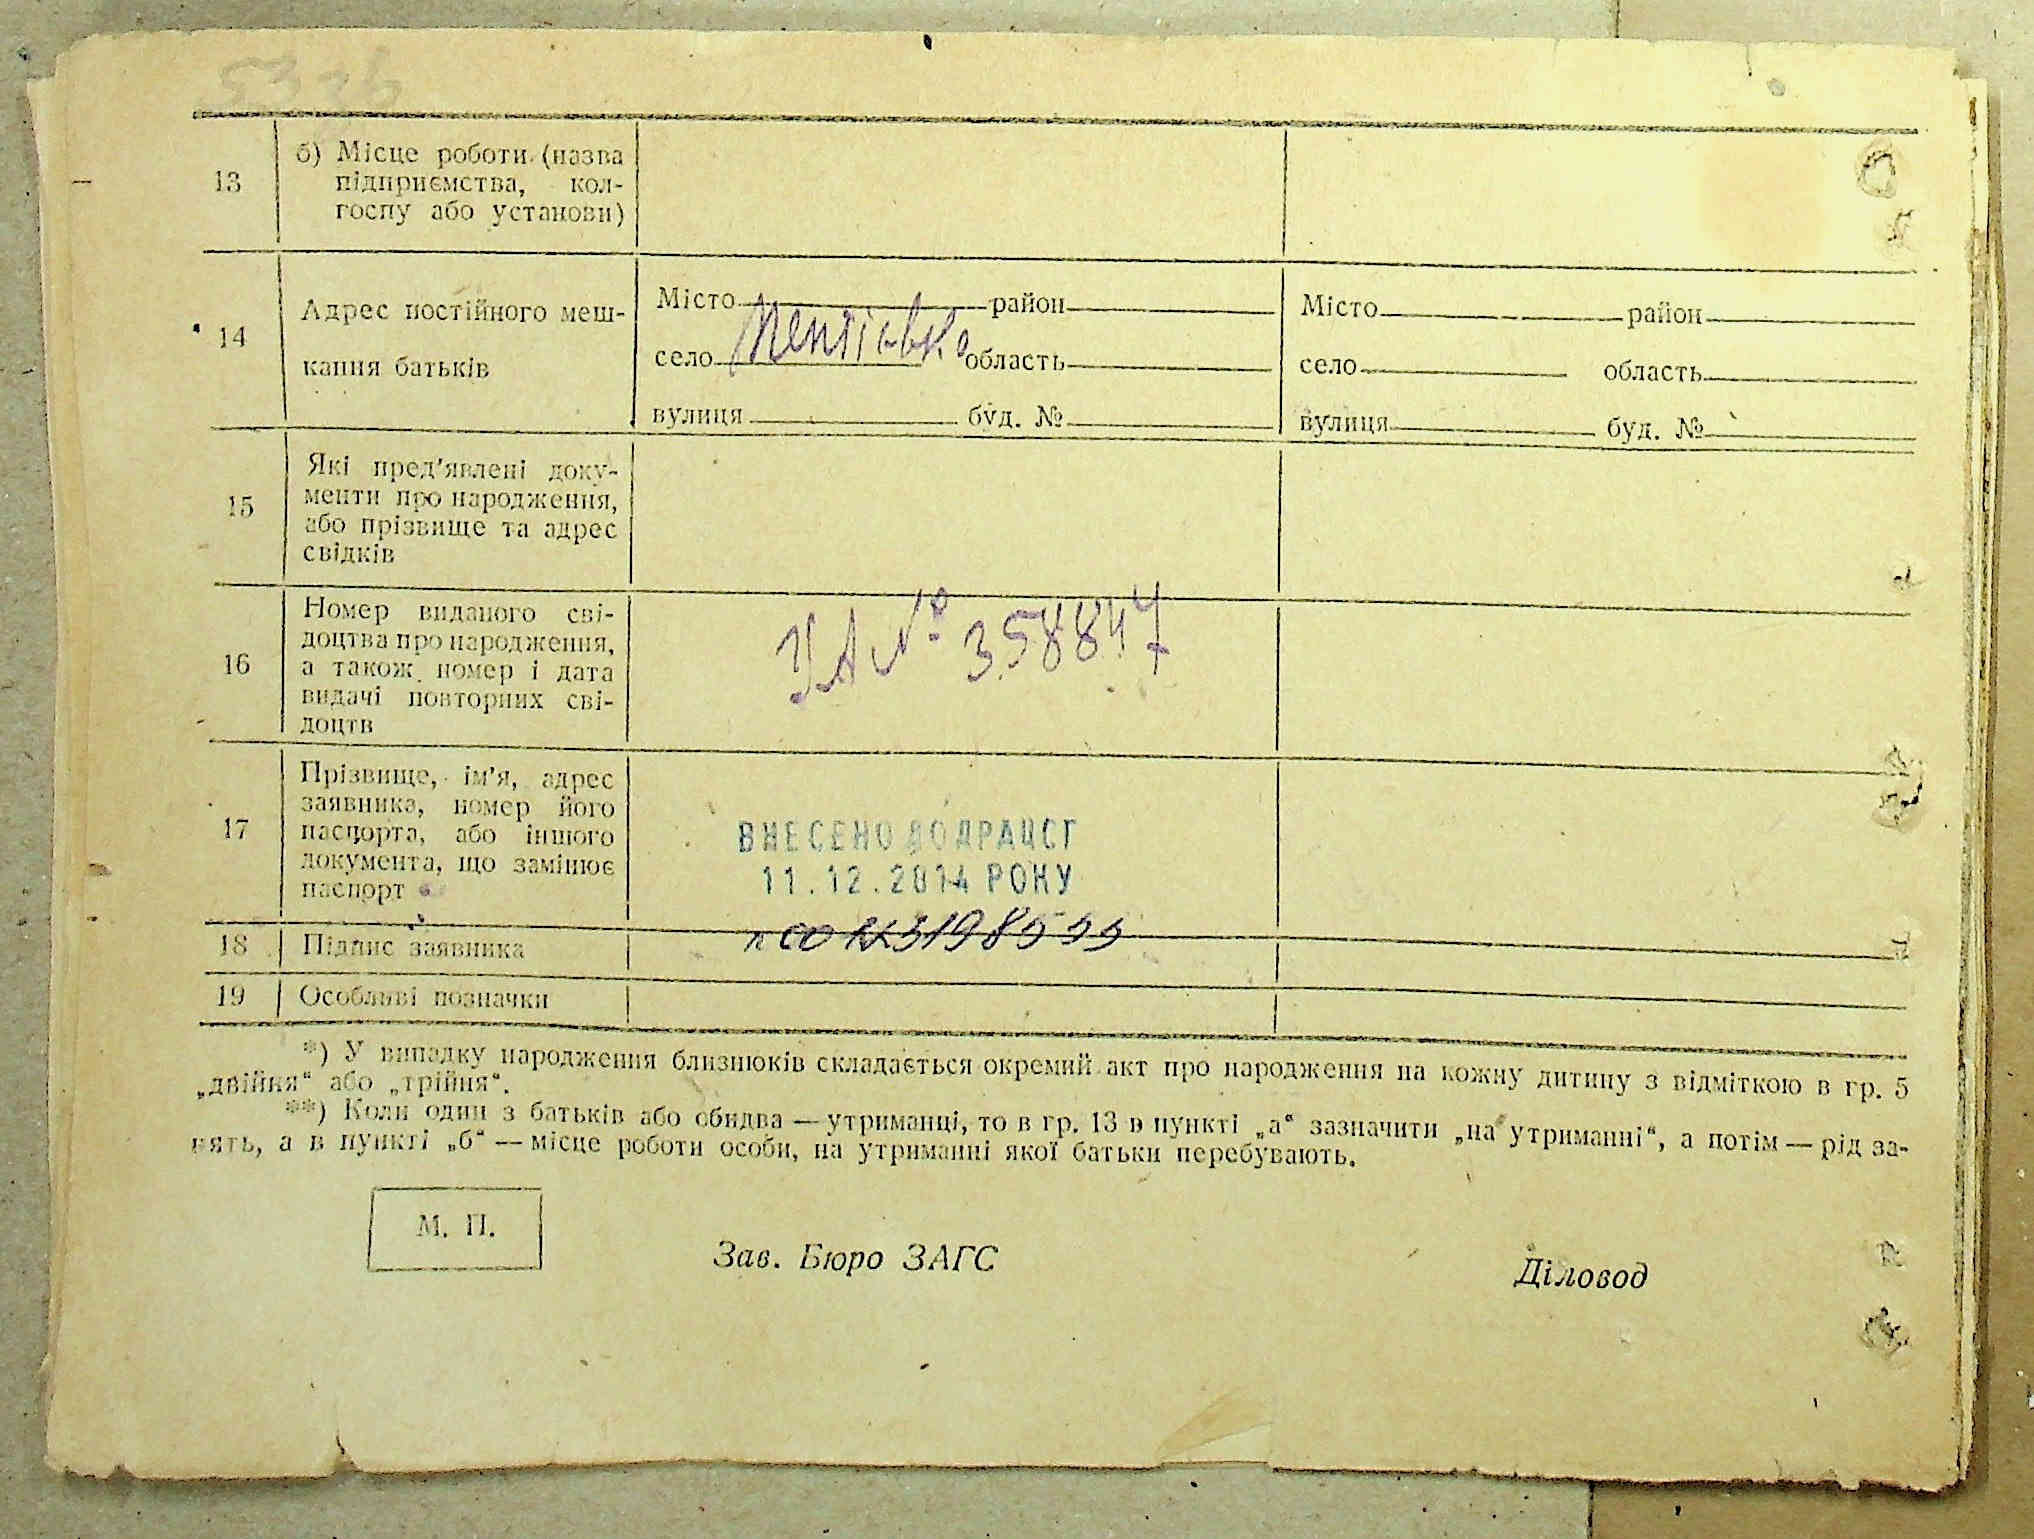 13
б) Місце роботи (назва
підприємства, кол-
госпу або установи)
14
Адрес постійного меш-
кання батьків
Місто район
село область
вулиця буд. №
Місто район
село область
вулиця буд. №
15
Які пред'явлені доку-
менти про народження,
або прізвище та адрес
свідків
16
Номер виданого сві-
доцтва про народження,
а також номер і дата
видачі повторних сві-
доцтв
УА № 358847
17
Прізвище, ім'я, адрес
заявника, номер його
паспорта, або іншого
документа, що замінює
паспорт
ВНЕСЕНО ДО ДРАЦСГ
11.12.2014 РОКУ
18
Підпис заявника
19
Особливі позначки
*) У випадку народження близнюків складається окремий акт про народження на кожну дитину з відміткою в гр. 5
„двійня“ або „трійня“.
**) Коли один з батьків або обидва — утриманці, то в гр. 13 в пункті „а“ зазначити „на утриманні“, а потім — рід за-
нять, а в пункті „б“ — місце роботи особи, на утриманні якої батьки перебувають.
М. П.
Зав. Бюро ЗАГС
Діловод